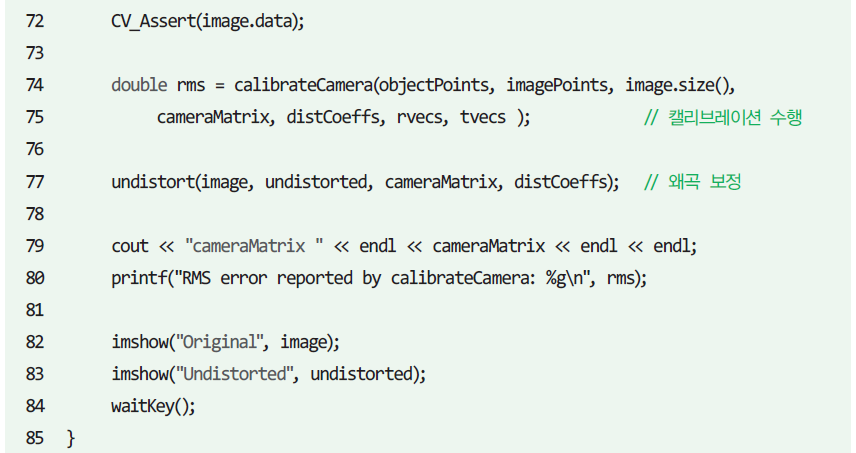 72 CV_Assert(image.data);
73
74 double rms = calibrateCamera(objectPoints, imagePoints, image.size(),
75 cameraMatrix, distCoeffs, rvecs, tvecs ); // 캘리브레이션 수행
76
77 undistort(image, undistorted, cameraMatrix, distCoeffs); // 왜곡 보정
78
79 cout << "cameraMatrix " << endl << cameraMatrix << endl << endl;
80 printf("RMS error reported by calibrateCamera: %g\n", rms);
81
82 imshow("Original", image);
83 imshow("Undistorted", undistorted);
84 waitKey();
85 }